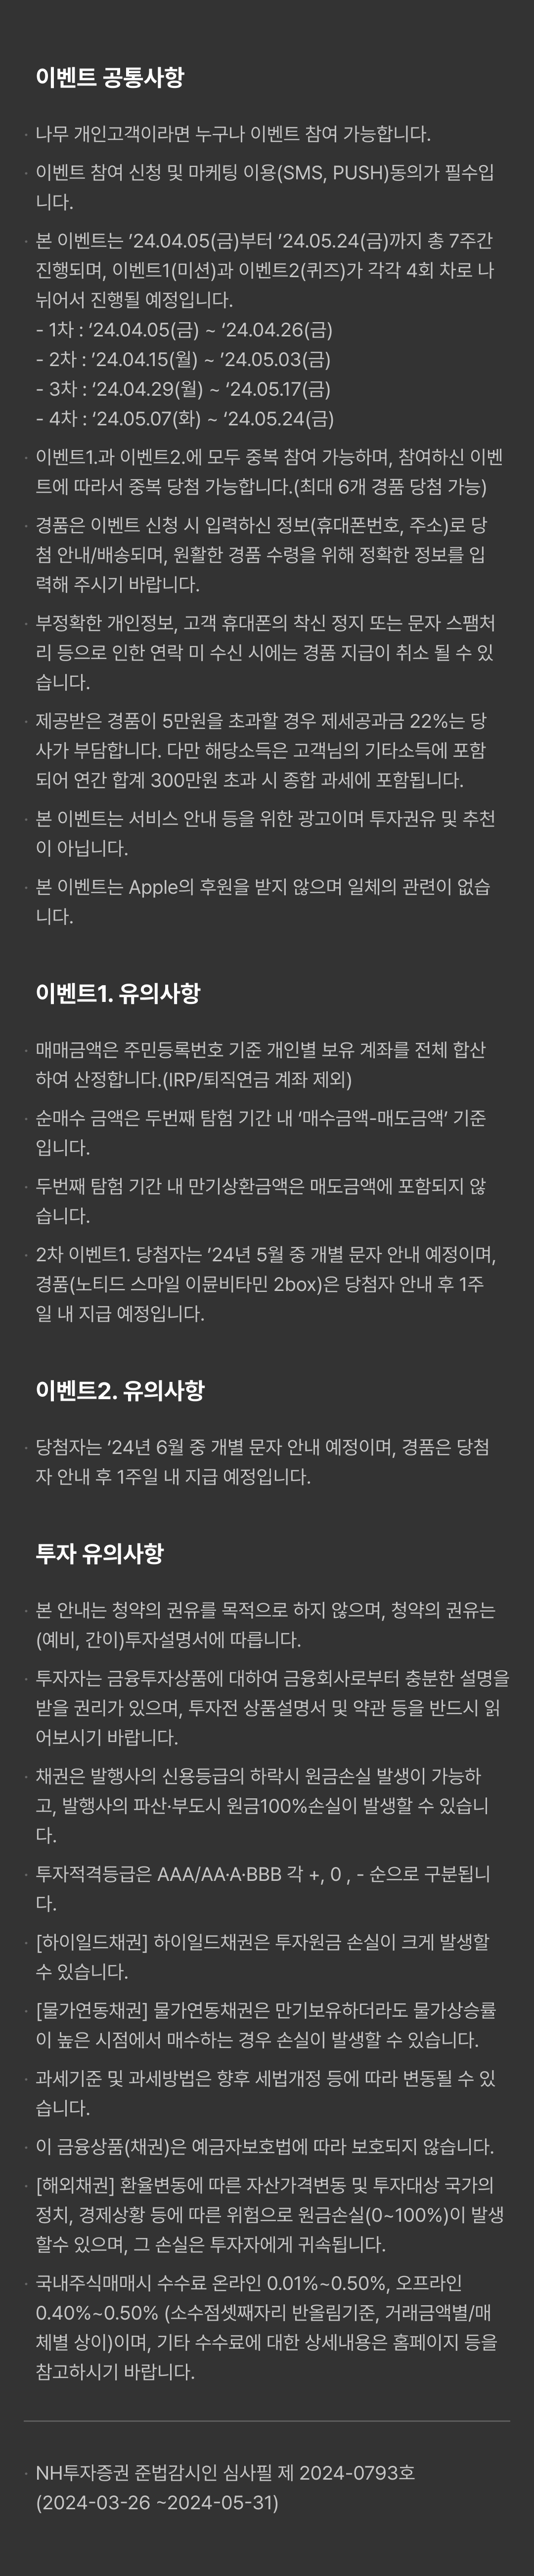 이벤트 공통사항
· 나무 개인고객이라면 누구나 이벤트 참여 가능합니다.
· 이벤트 참여 신청 및 마케팅 이용(SMS, PUSH)동의가 필수입
니다.
· 본 이벤트는 ’24.04.05(금)부터 ’24.05.24(금)까지 총 7주간
진행되며, 이벤트1(미션)과 이벤트2(퀴즈)가 각각 4회 차로 나
뉘어서 진행될 예정입니다.
- 1차 : ‘24.04.05(금) ~ ‘24.04.26(금)
- 2차 : ’24.04.15(월) ~ ’24.05.03(금)
- 3차 : ‘24.04.29(월) ~ ‘24.05.17(금)
- 4차 : ‘24.05.07(화) ~ ‘24.05.24(금)
· 이벤트1.과 이벤트2.에 모두 중복 참여 가능하며, 참여하신 이벤
트에 따라서 중복 당첨 가능합니다.(최대 6개 경품 당첨 가능)
· 경품은 이벤트 신청 시 입력하신 정보(휴대폰번호, 주소)로 당
첨 안내/배송되며, 원활한 경품 수령을 위해 정확한 정보를 입
력해 주시기 바랍니다.
· 부정확한 개인정보, 고객 휴대폰의 착신 정지 또는 문자 스팸처
리 등으로 인한 연락 미 수신 시에는 경품 지급이 취소 될 수 있
습니다.
· 제공받은 경품이 5만원을 초과할 경우 제세공과금 22%는 당
사가 부담합니다. 다만 해당소득은 고객님의 기타소득에 포함
되어 연간 합계 300만원 초과 시 종합 과세에 포함됩니다.
· 본 이벤트는 서비스 안내 등을 위한 광고이며 투자권유 및 추천
이 아닙니다.
· 본 이벤트는 Apple의 후원을 받지 않으며 일체의 관련이 없습
니다.
이벤트1. 유의사항
· 매매금액은 주민등록번호 기준 개인별 보유 계좌를 전체 합산
하여 산정합니다.(IRP/퇴직연금 계좌 제외)
· 순매수 금액은 두번째 탐험 기간 내 ‘매수금액-매도금액’ 기준
입니다.
· 두번째 탐험 기간 내 만기상환금액은 매도금액에 포함되지 않
습니다.
· 2차 이벤트1. 당첨자는 ’24년 5월 중 개별 문자 안내 예정이며,
경품(노티드 스마일 이뮨비타민 2box)은 당첨자 안내 후 1주
일 내 지급 예정입니다.
이벤트2. 유의사항
· 당첨자는 ‘24년 6월 중 개별 문자 안내 예정이며, 경품은 당첨
자 안내 후 1주일 내 지급 예정입니다.
투자 유의사항
· 본 안내는 청약의 권유를 목적으로 하지 않으며, 청약의 권유는
(예비, 간이)투자설명서에 따릅니다.
· 투자자는 금융투자상품에 대하여 금융회사로부터 충분한 설명을
받을 권리가 있으며, 투자전 상품설명서 및 약관 등을 반드시 읽
어보시기 바랍니다.
· 채권은 발행사의 신용등급의 하락시 원금손실 발생이 가능하
고, 발행사의 파산·부도시 원금100%손실이 발생할 수 있습니
다.
· 투자적격등급은 AAA/AA·A·BBB 각 +, 0 , - 순으로 구분됩니
다.
· [하이일드채권] 하이일드채권은 투자원금 손실이 크게 발생할
수 있습니다.
· [물가연동채권] 물가연동채권은 만기보유하더라도 물가상승률
이 높은 시점에서 매수하는 경우 손실이 발생할 수 있습니다.
· 과세기준 및 과세방법은 향후 세법개정 등에 따라 변동될 수 있
습니다.
· 이 금융상품(채권)은 예금자보호법에 따라 보호되지 않습니다.
· [해외채권] 환율변동에 따른 자산가격변동 및 투자대상 국가의
정치, 경제상황 등에 따른 위험으로 원금손실(0~100%)이 발생
할수 있으며, 그 손실은 투자자에게 귀속됩니다.
· 국내주식매매시 수수료 온라인 0.01%~0.50%, 오프라인
0.40%~0.50% (소수점셋째자리 반올림기준, 거래금액별/매
체별 상이)이며, 기타 수수료에 대한 상세내용은 홈페이지 등을
참고하시기 바랍니다.
· NH투자증권 준법감시인 심사필 제 2024-0793호
(2024-03-26 ~2024-05-31)